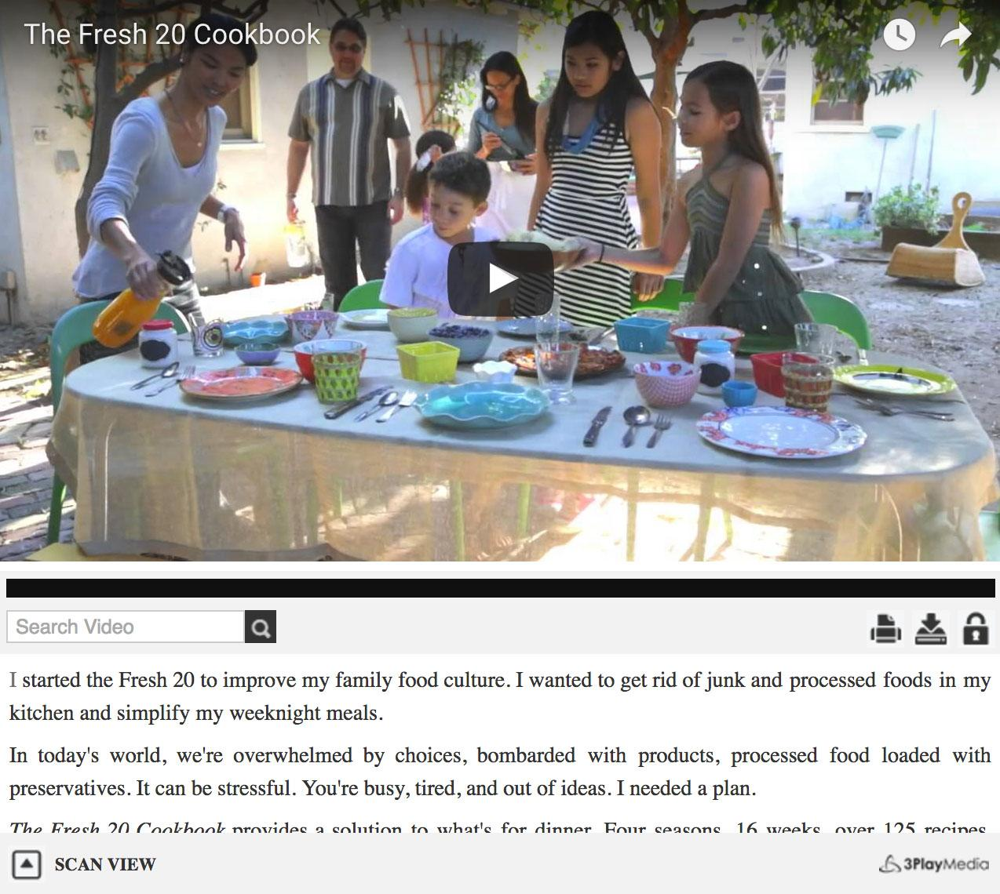 The Fresh 20 Cookbook
Search Video
I started the Fresh 20 to improve my family food culture. I wanted to get rid of junk and processed foods in my
kitchen and simplify my weeknight meals.
In today's world, we're overwhelmed by choices, bombarded with products, processed food loaded with
preservatives. It can be stressful. You're busy, tired, and out of ideas. I needed a plan.
The Fresh 20 Cookbook provides a solution to what's for dinner. Four seasons, 16 weeks, over 125 recipes.
SCAN VIEW
3PlayMedia